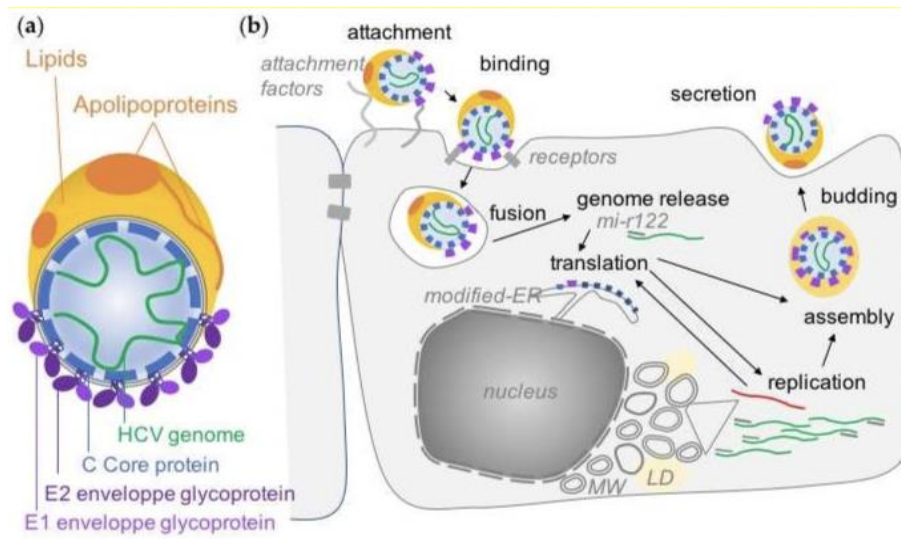 (a)
Lipids
Apolipoproteins
HCV genome
C Core protein
E2 enveloppe glycoprotein
E1 enveloppe glycoprotein
(b)
attachment
attachment
factors
binding
receptors
secretion
fusion
genome release
mi-r122
budding
translation
modified-ER
assembly
nucleus
replication
MW
LD